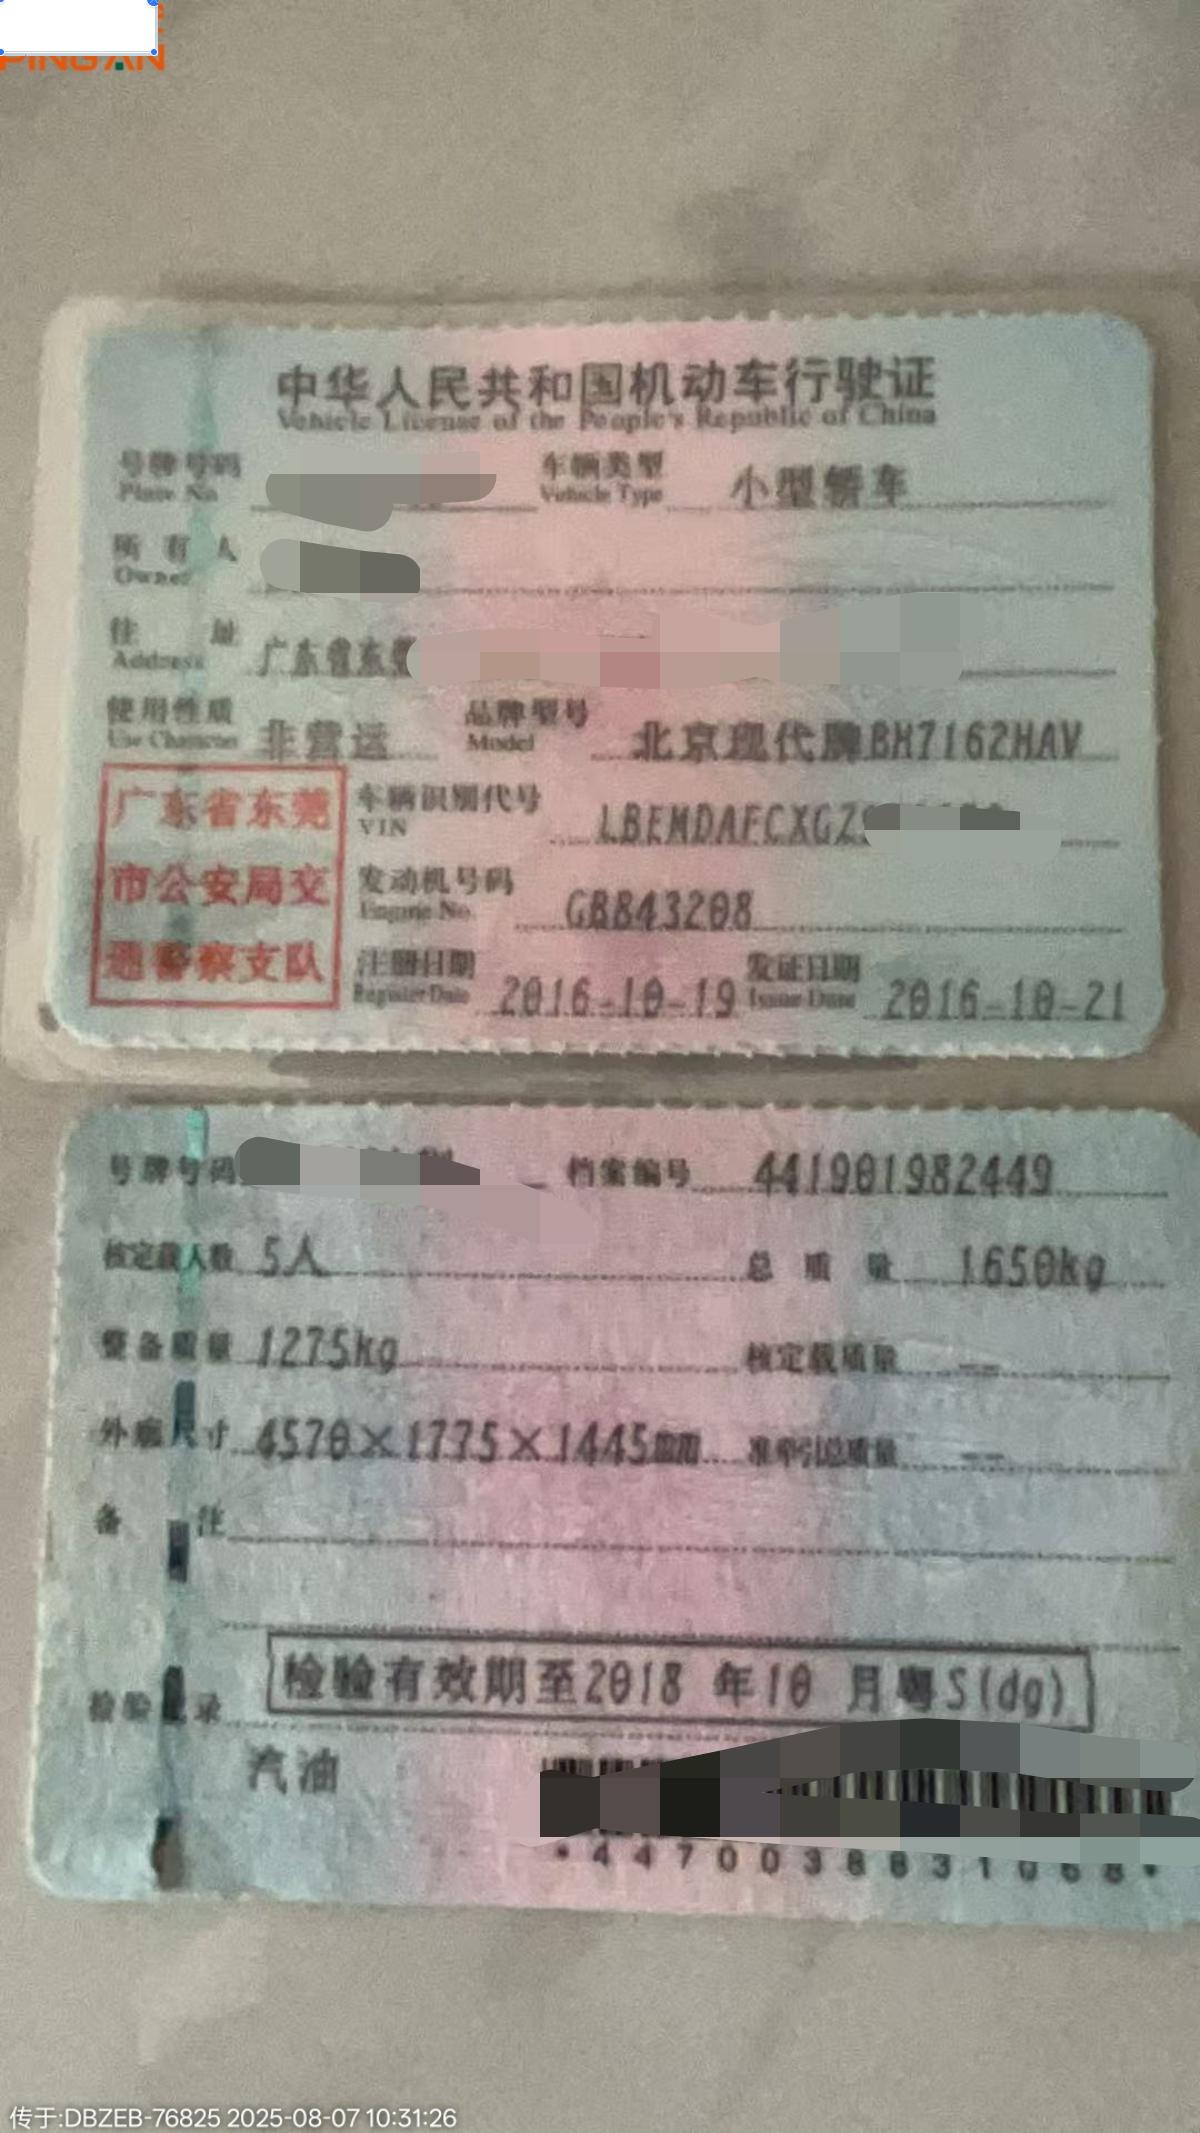 PING AN
中华人民共和国机动车行驶证
Vehicle License of the People's Republic of China
号牌号码 车辆类型 小型轿车
Plate No. Vehicle Type
所有人
Owner
住址 广东省东莞
Address
使用性质 非营运 品牌型号 北京现代牌BH7162HAV
Use Character Model
广东省东莞
市公安局交
通警察支队
车辆识别代号 LBEMDAFCXGZ
VIN
发动机号码 GB843208
Engine No.
注册日期 2016-10-19 发证日期 2016-10-21
Register Date Issue Date
号牌号码 档案编号 441901982449
核定载人数 5人 总质量 1650kg
整备质量 1275kg 核定载质量 --
外廓尺寸 4570×1775×1445mm 准牵引总质量 --
备注
检验记录 检验有效期至2018年10月粤S(dg)
汽油
*4470038831068*
传于:DBZEB-76825 2025-08-07 10:31:26